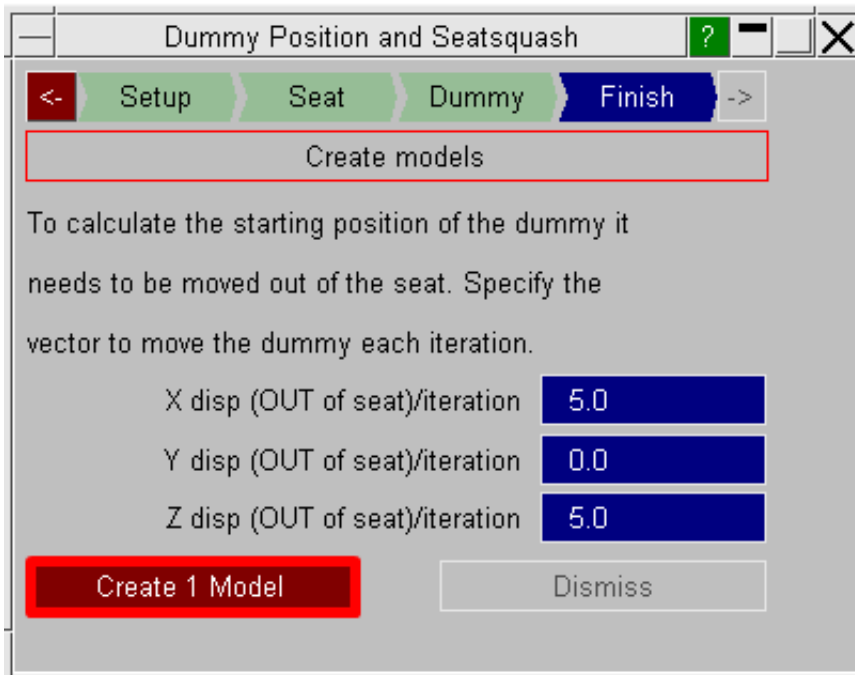 Dummy Position and Seatsquash ?
<- Setup Seat Dummy Finish ->
Create models
To calculate the starting position of the dummy it
needs to be moved out of the seat. Specify the
vector to move the dummy each iteration.
X disp (OUT of seat)/iteration 5.0
Y disp (OUT of seat)/iteration 0.0
Z disp (OUT of seat)/iteration 5.0
Create 1 Model Dismiss